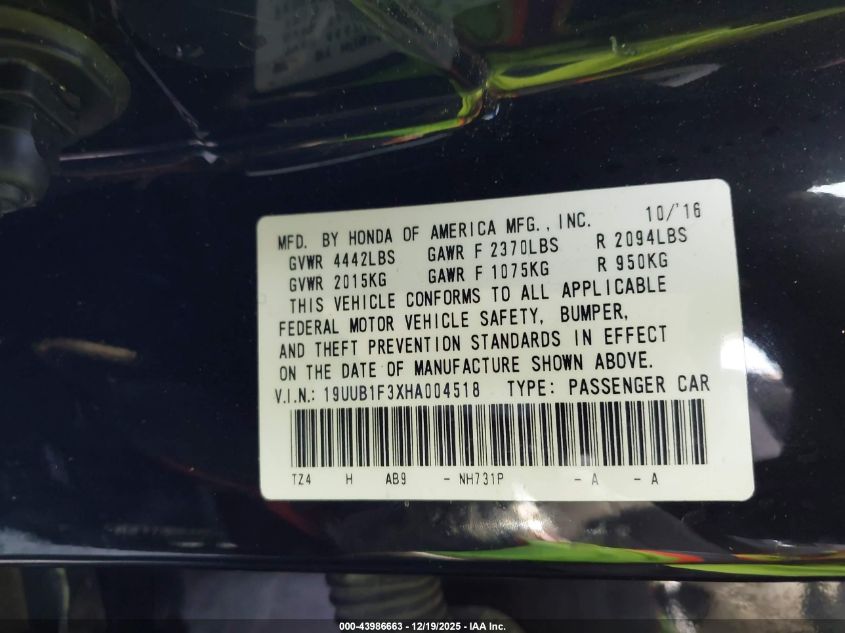 MFD. BY HONDA OF AMERICA MFG., INC. 10/'16
GVWR 4442LBS GAWR F 2370LBS R 2094LBS
GVWR 2015KG GAWR F 1075KG R 950KG
THIS VEHICLE CONFORMS TO ALL APPLICABLE
FEDERAL MOTOR VEHICLE SAFETY, BUMPER,
AND THEFT PREVENTION STANDARDS IN EFFECT
ON THE DATE OF MANUFACTURE SHOWN ABOVE.
V.I.N.: 19UUB1F3XHA004518 TYPE: PASSENGER CAR
TZ4 H AB9 - NH731P - A - A
000-43986663 - 12/19/2025 - IAA Inc.